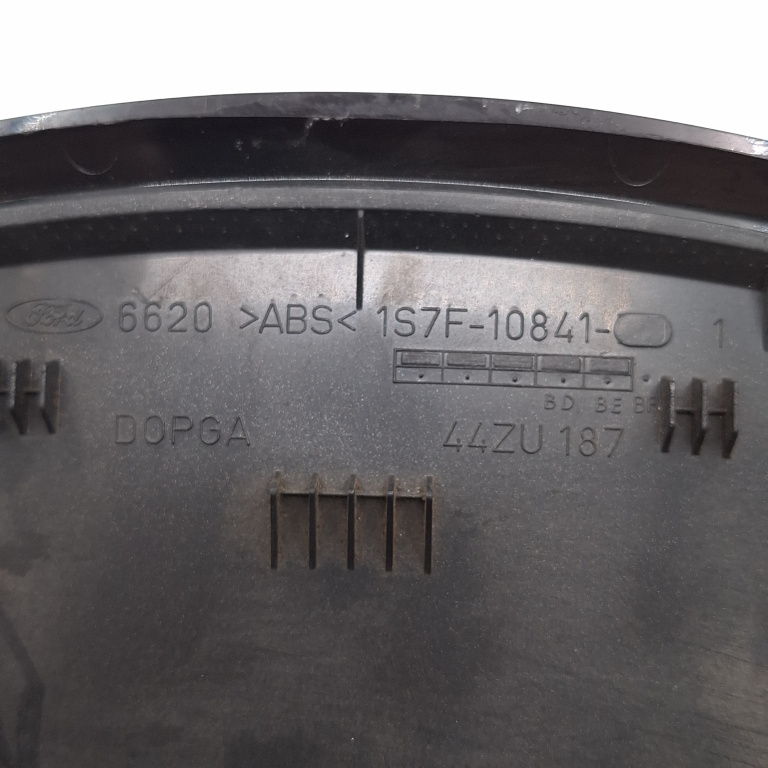 Ford 6620 >ABS< 1S7F-10841- 1
BD BE BF
DOPGA 44ZU 187